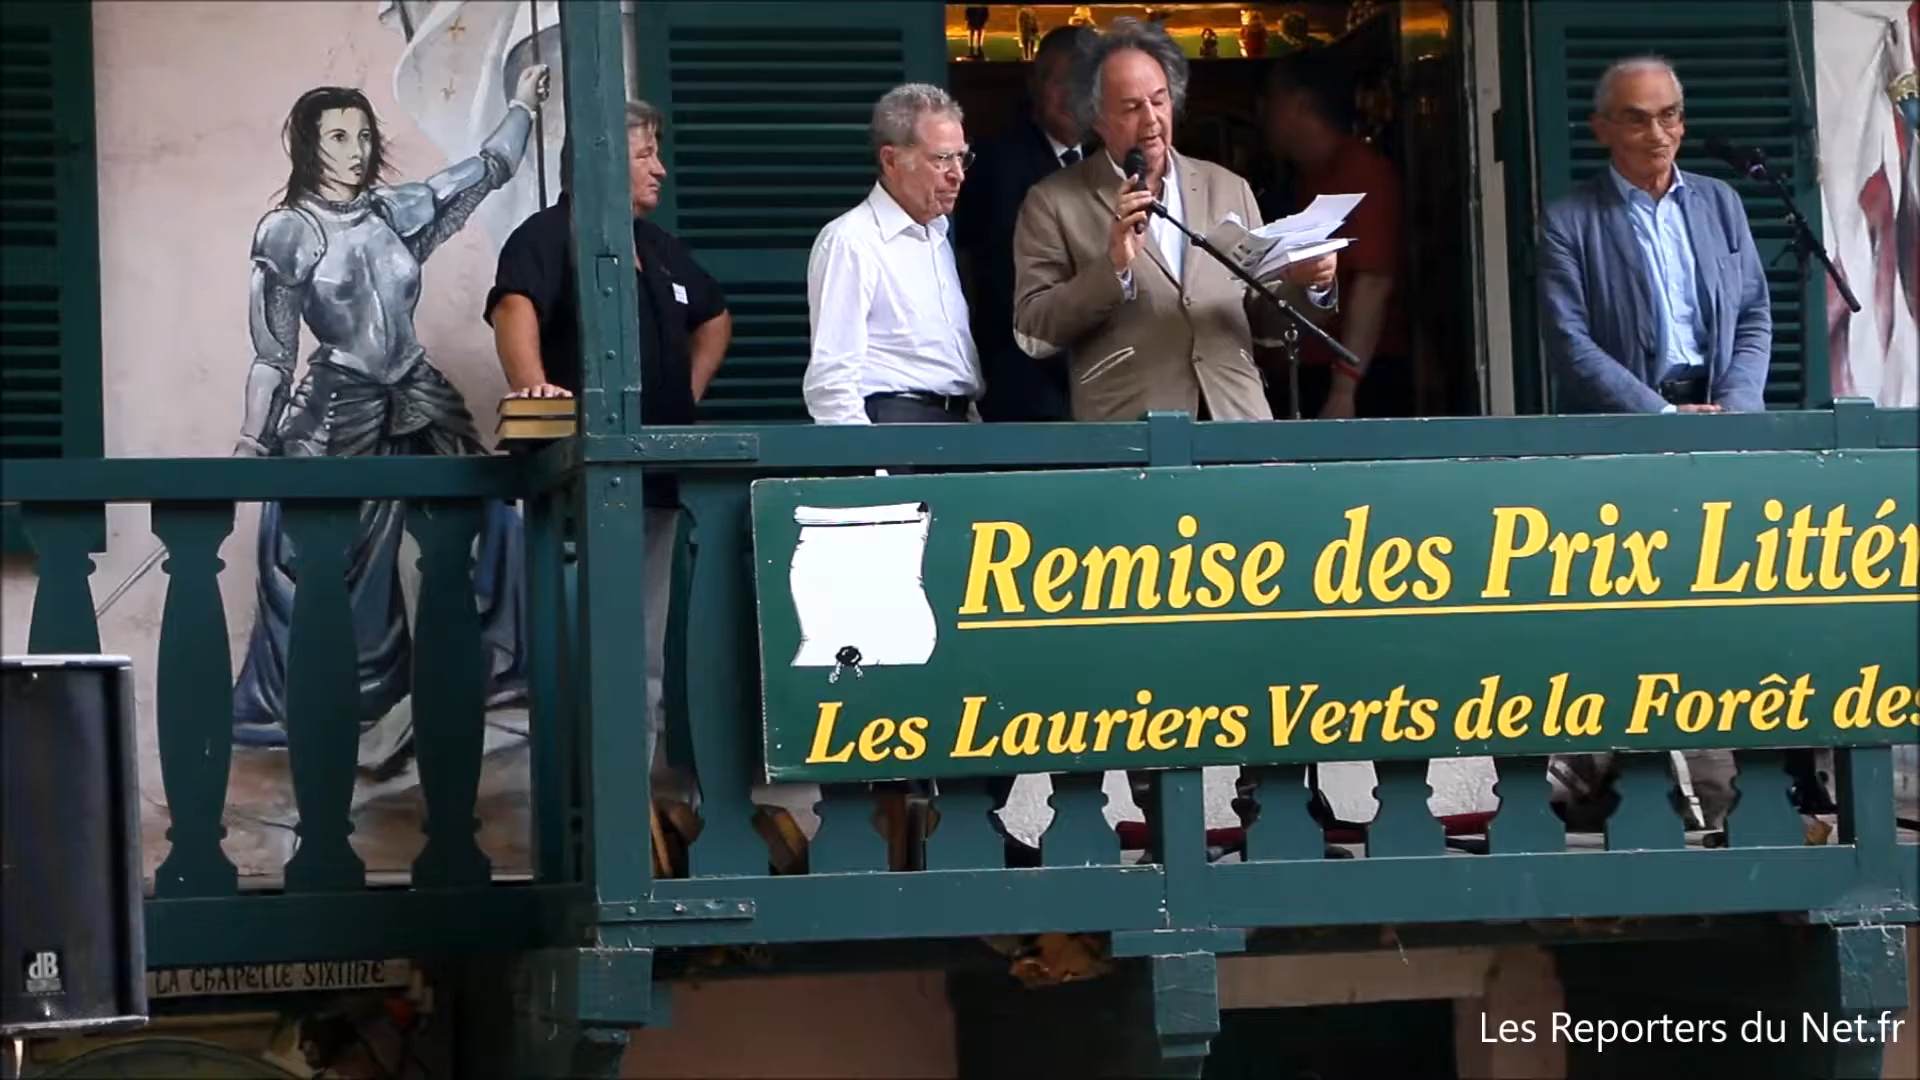 Remise des Prix Littér
Les Lauriers Verts de la Forêt des
dB
LA ChAPELLE SIXTINE
Les Reporters du Net.fr